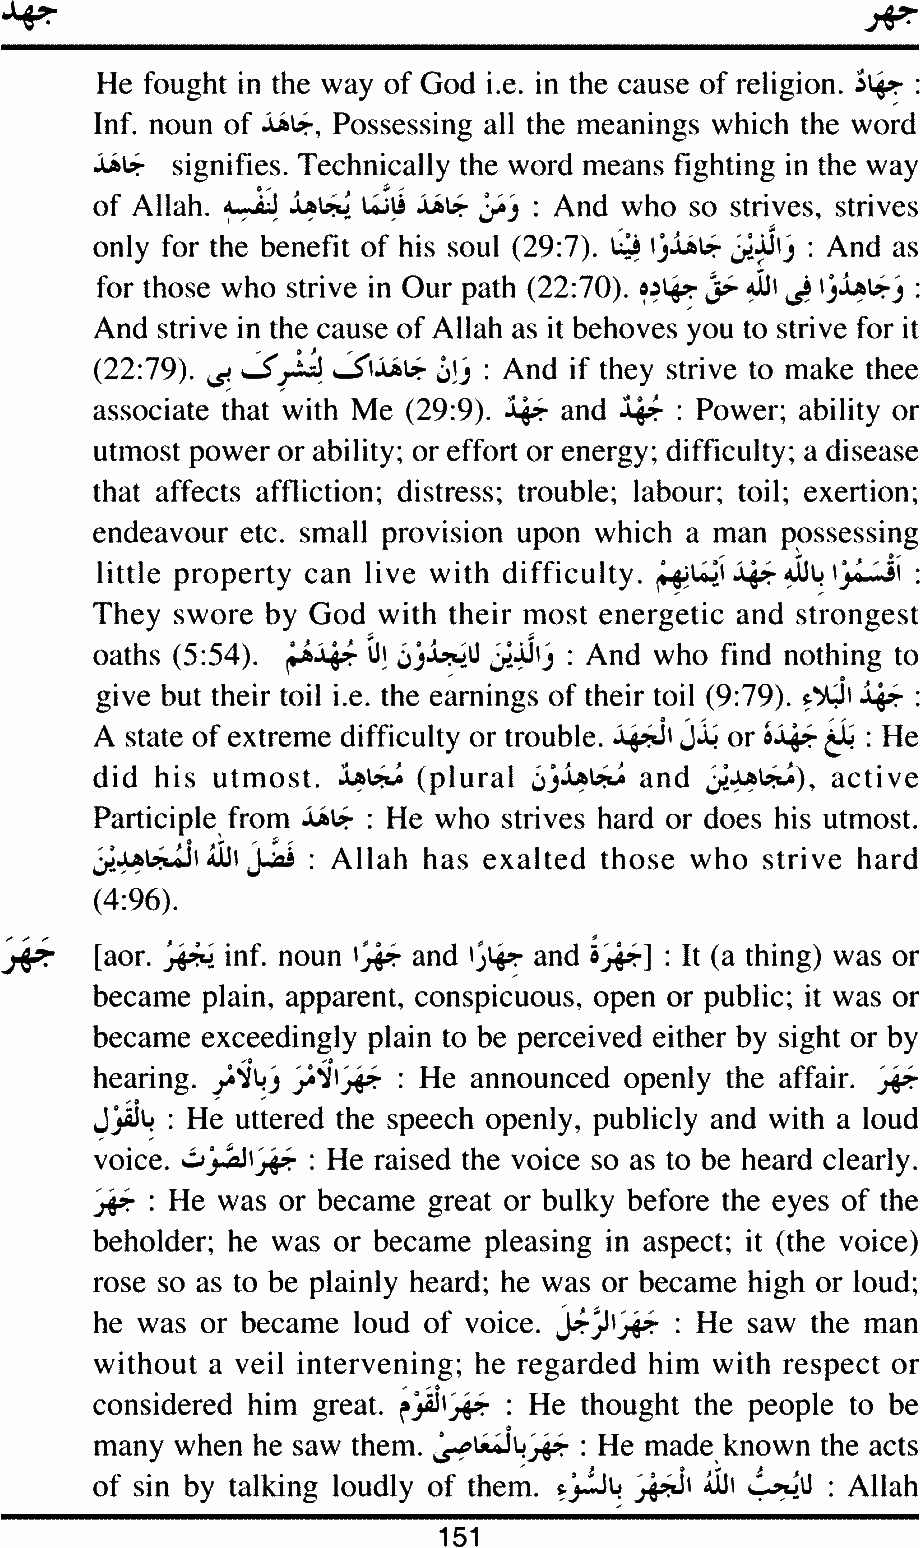 جهد جهر
He fought in the way of God i.e. in the cause of religion. جِهَادٌ :
Inf. noun of جَاهَدَ, Possessing all the meanings which the word
جَاهَدَ signifies. Technically the word means fighting in the way
of Allah. وَمَنْ جَاهَدَ فَاِنَّمَا يُجَاهِدُ لِنَفْسِهٖ : And who so strives, strives
only for the benefit of his soul (29:7). وَالَّذِيْنَ جَاهَدُوْا فِيْنَا : And as
for those who strive in Our path (22:70). وَجَاهِدُوْا فِى اللّٰهِ حَقَّ جِهَادِهٖ :
And strive in the cause of Allah as it behoves you to strive for it
(22:79). وَاِنْ جَاهَدَاكَ لِتُشْرِكَ بِى : And if they strive to make thee
associate that with Me (29:9). جَهْدٌ and جُهْدٌ : Power; ability or
utmost power or ability; or effort or energy; difficulty; a disease
that affects affliction; distress; trouble; labour; toil; exertion;
endeavour etc. small provision upon which a man possessing
little property can live with difficulty. اَقْسَمُوْا بِاللّٰهِ جَهْدَ اَيْمَانِهِمْ :
They swore by God with their most energetic and strongest
oaths (5:54). وَالَّذِيْنَ لَايَجِدُوْنَ اِلَّا جُهْدَهُمْ : And who find nothing to
give but their toil i.e. the earnings of their toil (9:79). جَهْدُ الْبَلَاءِ :
A state of extreme difficulty or trouble. بَذَلَ الْجَهْدَ or بَلَغَ جَهْدَهُ : He
did his utmost. مُجَاهِدٌ (plural مُجَاهِدُوْنَ and مُجَاهِدِيْنَ), active
Participle from جَاهَدَ : He who strives hard or does his utmost.
فَضَّلَ اللّٰهُ الْمُجَاهِدِيْنَ : Allah has exalted those who strive hard
(4:96).
جَهَرَ [aor. يَجْهَرُ inf. noun جَهْرًا and جِهَارًا and جَهْرَةً] : It (a thing) was or
became plain, apparent, conspicuous, open or public; it was or
became exceedingly plain to be perceived either by sight or by
hearing. جَهَرَالْاَمْرَ وَبِالْاَمْرِ : He announced openly the affair. جَهَرَ
بِالْقَوْلِ : He uttered the speech openly, publicly and with a loud
voice. جَهَرَالصَّوْتَ : He raised the voice so as to be heard clearly.
جَهُرَ : He was or became great or bulky before the eyes of the
beholder; he was or became pleasing in aspect; it (the voice)
rose so as to be plainly heard; he was or became high or loud;
he was or became loud of voice. جَهَرَالرَّجُلَ : He saw the man
without a veil intervening; he regarded him with respect or
considered him great. جَهَرَالْقَوْمَ : He thought the people to be
many when he saw them. جَهَرَبِالْمَعَاصِىْ : He made known the acts
of sin by talking loudly of them. لَايُحِبُّ اللّٰهُ الْجَهْرَ بِالسُّوْءِ : Allah
151